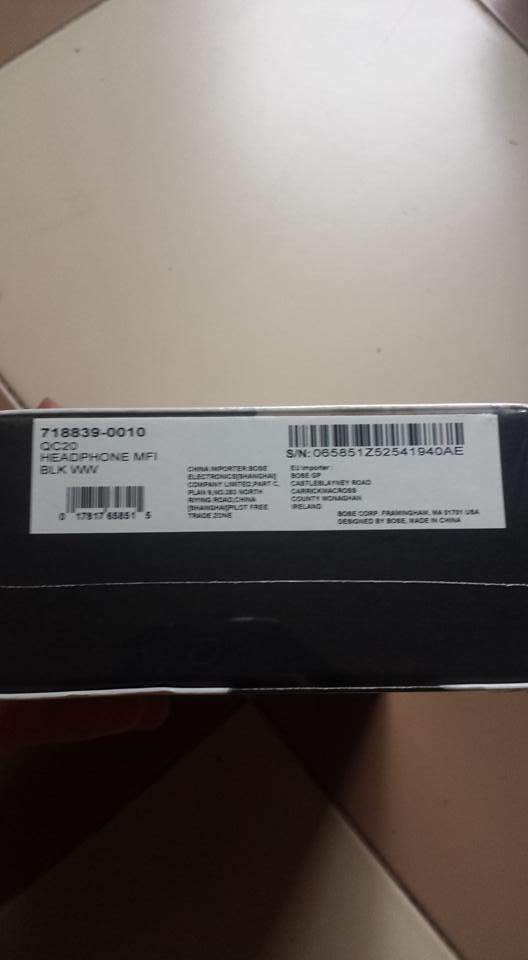 718839-0010
QC20
HEADPHONE MFI
BLK WW
0 17817 65851 5
CHINA IMPORTER:BOSE
ELECTRONICS[SHANGHAI]
COMPANY LIMITED,PART C,
PLAN 9,NO.283 NORTH
RIYING ROAD,CHINA
[SHANGHAI]PILOT FREE
TRADE ZONE
S/N: 065851Z52541940AE
EU Importer:
BOSE GP
CASTLEBLAYNEY ROAD
CARRICKMACROSS
COUNTY MONAGHAN
IRELAND
BOSE CORP. FRAMINGHAM, MA 01701 USA
DESIGNED BY BOSE, MADE IN CHINA